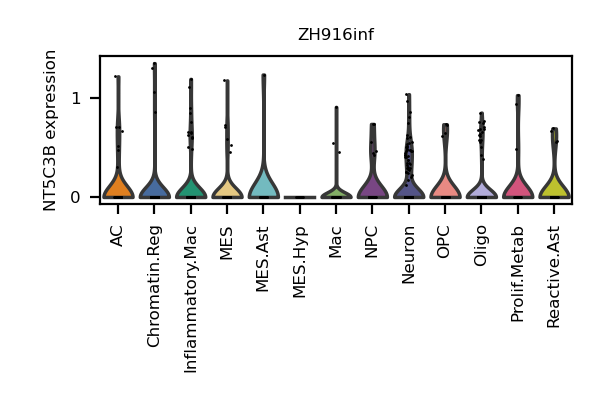 ZH916inf
NT5C3B expression
1
0
AC
Chromatin.Reg
Inflammatory.Mac
MES
MES.Ast
MES.Hyp
Mac
NPC
Neuron
OPC
Oligo
Prolif.Metab
Reactive.Ast